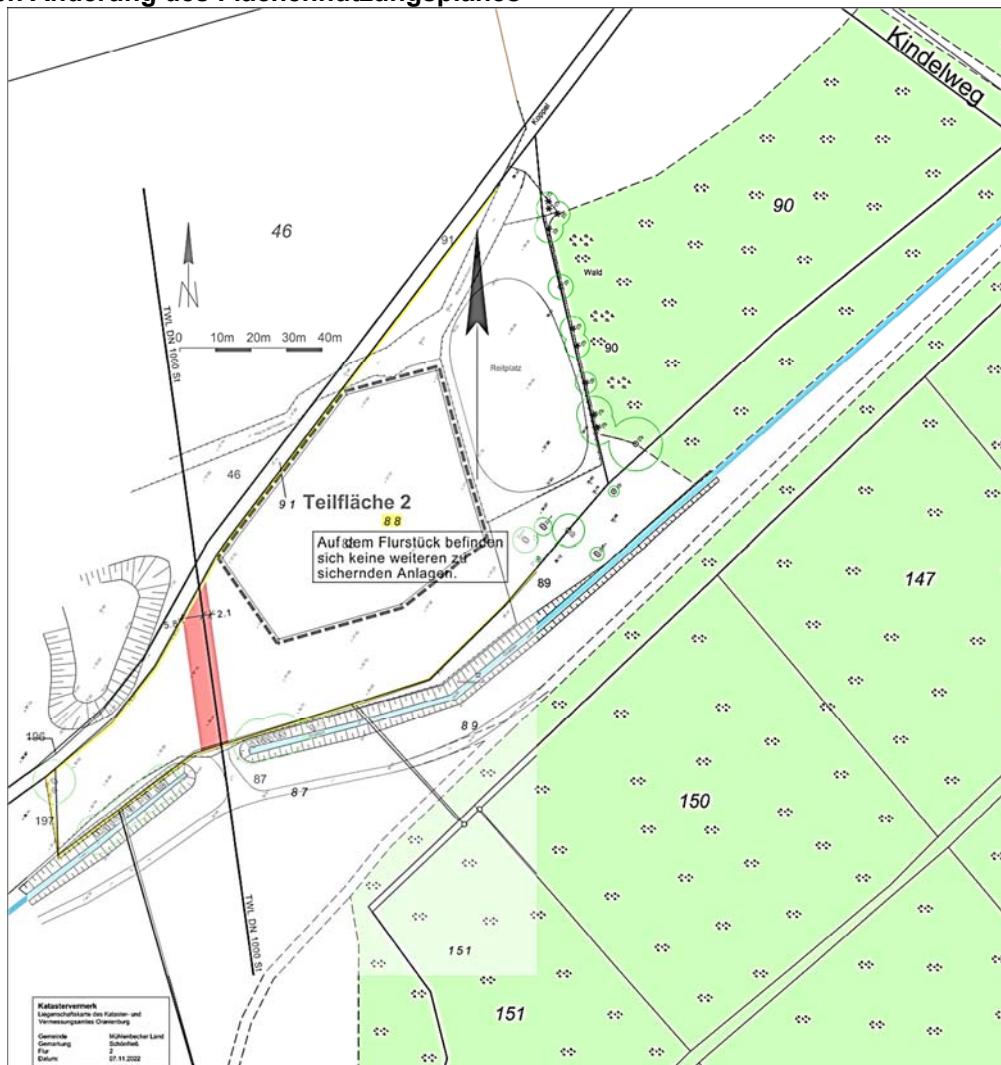 Änderung des Flächennutzungsplanes
Kindelweg
Koppel
90
46
91
Wald
TWL DN 1000 St
0 10m 20m 30m 40m
90
Reitplatz
46
91
Teilfläche 2
88
Auf dem Flurstück befinden
sich keine weiteren zu
sichernden Anlagen.
89
147
5.8
2.1
89
196
87
87
150
197
TWL DN 1000 St
151
151
Katastervermerk
Liegenschaftskarte des Kataster- und
Vermessungsamtes Oranienburg
Gemeinde Mühlenbecker Land
Gemarkung Schönfließ
Flur 2
Datum 07.11.2022